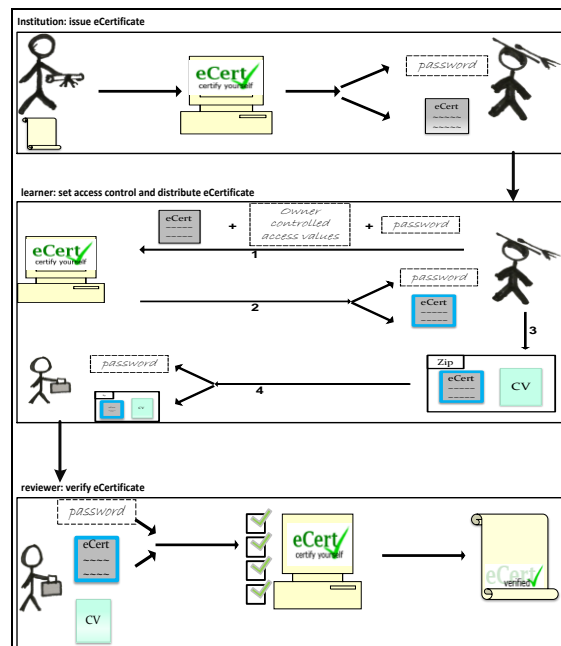 Institution: issue eCertificate
eCert
certify yourself
password
eCert
~~~~~
~~~~~
learner: set access control and distribute eCertificate
eCert
Owner
controlled
access values
+
+
password
1
eCert
certify yourself
password
2
eCert
3
Zip
eCert
CV
password
4
reviewer: verify eCertificate
password
eCert
~~~~
~~~~
CV
eCert
certify yourself
eCert
verified